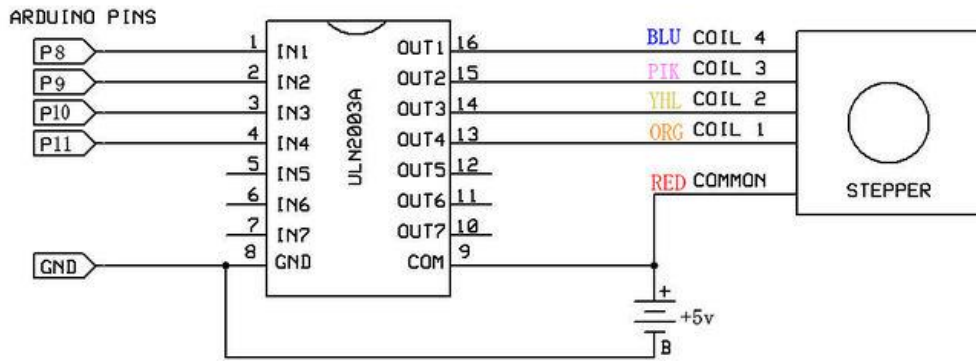 ARDUINO PINS
P8 1 IN1 OUT1 16 BLU COIL 4
P9 2 IN2 OUT2 15 PIK COIL 3
P10 3 IN3 OUT3 14 YHL COIL 2
P11 4 IN4 OUT4 13 ORG COIL 1
5 IN5 OUT5 12
6 IN6 OUT6 11
7 IN7 OUT7 10
GND 8 GND COM 9
ULN2003A
RED COMMON
STEPPER
+
+5v
B